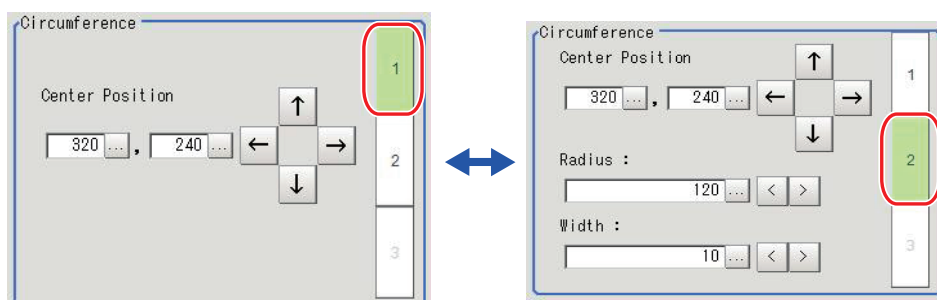 Circumference
1
Center Position
↑
320 ... , 240 ... ← →
2
↓
3
Circumference
Center Position
↑
1
320 ... , 240 ... ← →
↓
Radius :
2
120 ... < >
Width :
3
10 ... < >